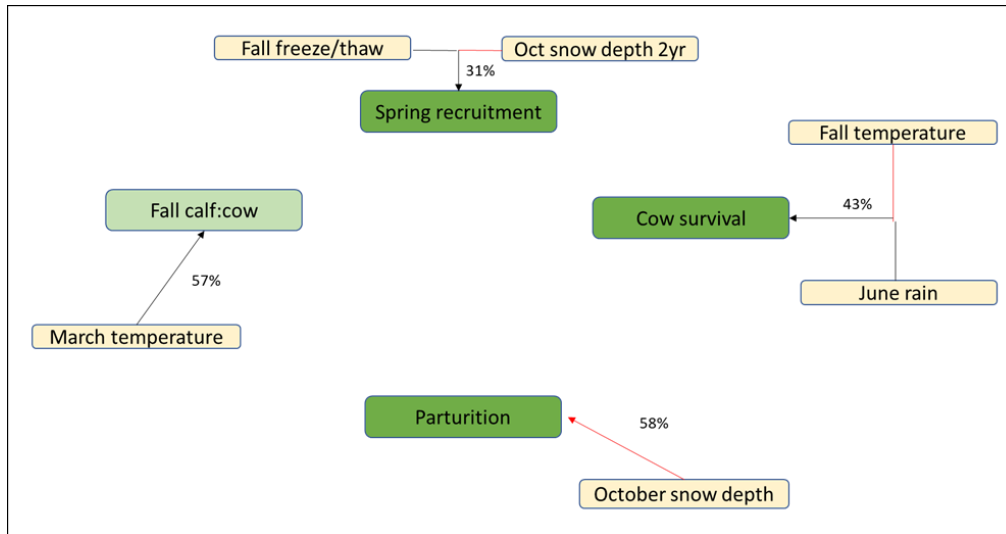 Fall freeze/thaw
Oct snow depth 2yr
31%
Spring recruitment
Fall temperature
Fall calf:cow
43%
Cow survival
57%
June rain
March temperature
Parturition
58%
October snow depth